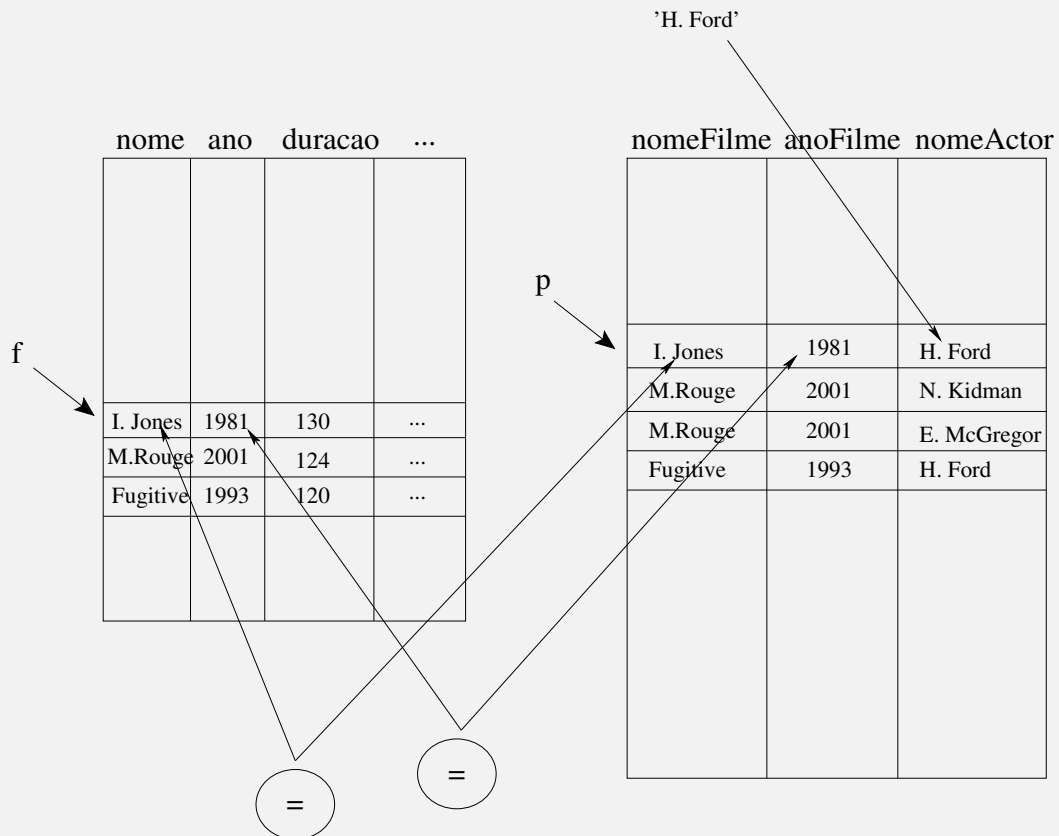 ’H. Ford’
nome ano duracao ...
f
I. Jones 1981 130 ...
M.Rouge 2001 124 ...
Fugitive 1993 120 ...
nomeFilme anoFilme nomeActor
p
I. Jones 1981 H. Ford
M.Rouge 2001 N. Kidman
M.Rouge 2001 E. McGregor
Fugitive 1993 H. Ford
=
=